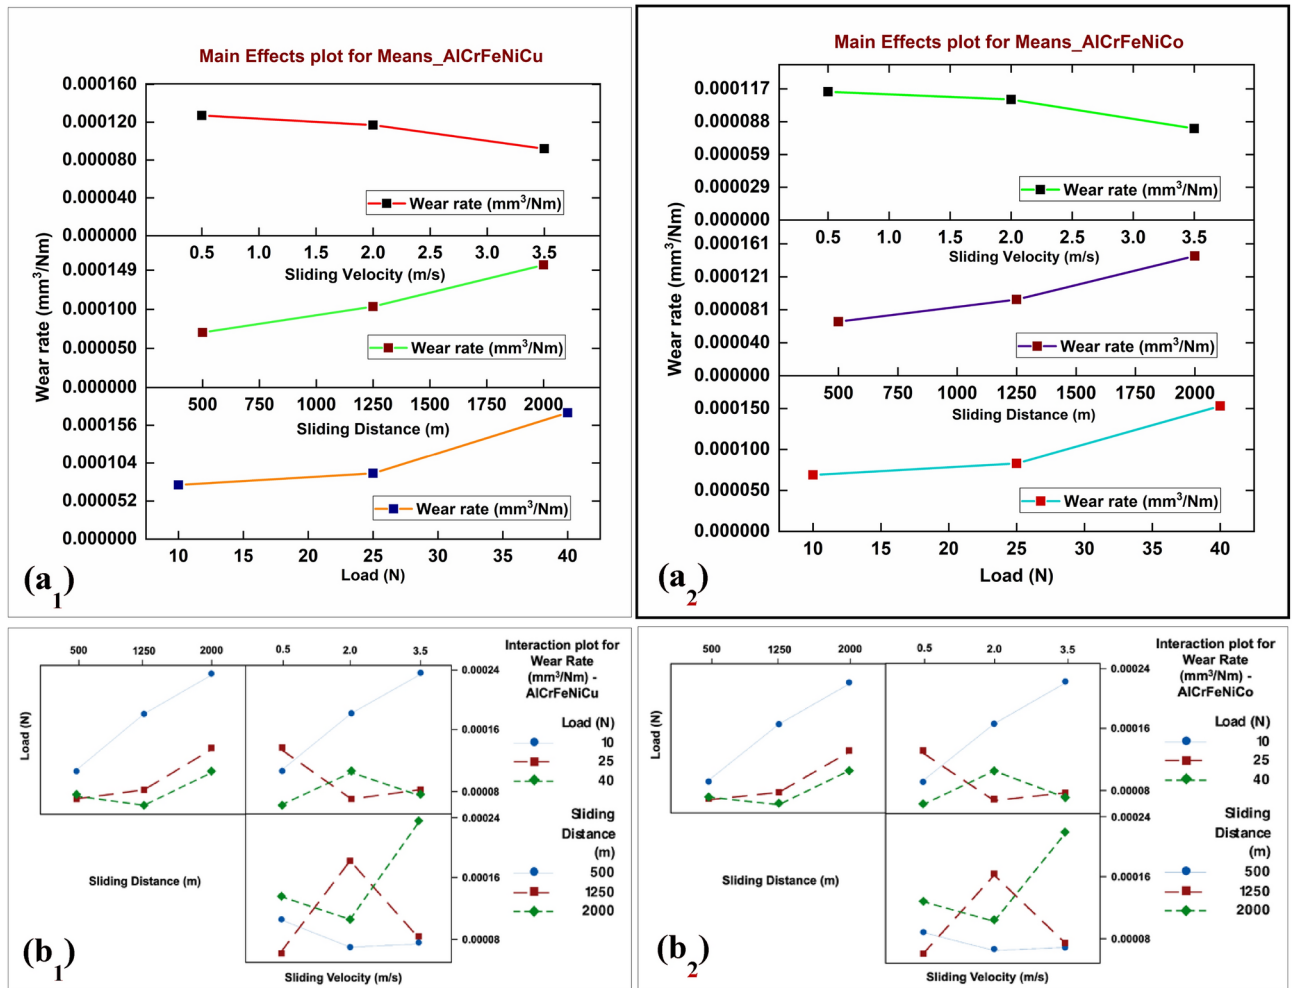 Main Effects plot for Means_AlCrFeNiCu
0.000160
0.000120
0.000080
0.000040
0.000000
Wear rate (mm³/Nm)
0.5 1.0 1.5 2.0 2.5 3.0 3.5
Sliding Velocity (m/s)
Wear rate (mm³/Nm)
0.000149
0.000100
0.000050
0.000000
Wear rate (mm³/Nm)
500 750 1000 1250 1500 1750 2000
Sliding Distance (m)
0.000156
0.000104
0.000052
0.000000
Wear rate (mm³/Nm)
10 15 20 25 30 35 40
Load (N)
(a1)
Main Effects plot for Means_AlCrFeNiCo
0.000117
0.000088
0.000059
0.000029
0.000000
Wear rate (mm³/Nm)
0.5 1.0 1.5 2.0 2.5 3.0 3.5
Sliding Velocity (m/s)
Wear rate (mm³/Nm)
0.000161
0.000121
0.000081
0.000040
0.000000
Wear rate (mm³/Nm)
500 750 1000 1250 1500 1750 2000
Sliding Distance (m)
0.000150
0.000100
0.000050
0.000000
Wear rate (mm³/Nm)
10 15 20 25 30 35 40
Load (N)
(a2)
500 1250 2000 0.5 2.0 3.5
Load (N)
0.00024
0.00016
0.00008
0.00024
0.00016
0.00008
Sliding Distance (m)
Sliding Velocity (m/s)
Interaction plot for
Wear Rate
(mm³/Nm) -
AlCrFeNiCu
Load (N)
10
25
40
Sliding
Distance
(m)
500
1250
2000
(b1)
500 1250 2000 0.5 2.0 3.5
Load (N)
0.00024
0.00016
0.00008
0.00024
0.00016
0.00008
Sliding Distance (m)
Sliding Velocity (m/s)
Interaction plot for
Wear Rate
(mm³/Nm) -
AlCrFeNiCo
Load (N)
10
25
40
Sliding
Distance
(m)
500
1250
2000
(b2)